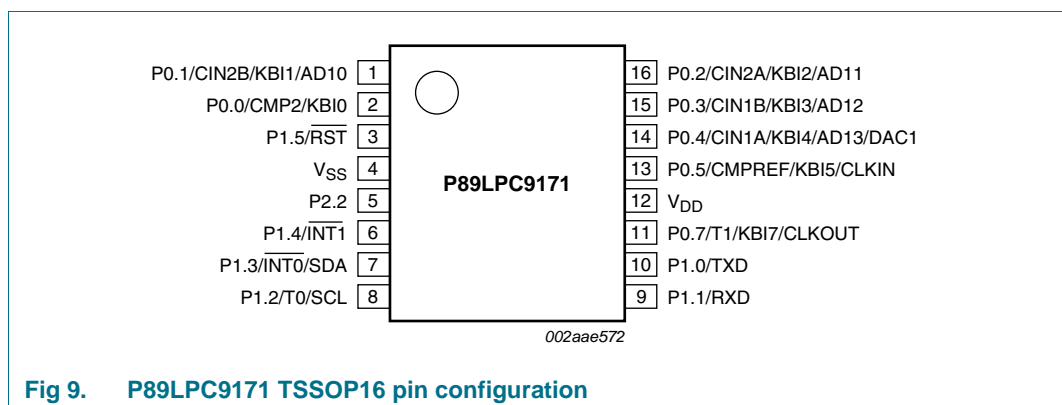 P0.1/CIN2B/KBI1/AD10 1
P0.0/CMP2/KBI0 2
P1.5/R̅S̅T̅ 3
VSS 4
P2.2 5
P1.4/I̅N̅T̅1̅ 6
P1.3/I̅N̅T̅0̅/SDA 7
P1.2/T0/SCL 8
P89LPC9171
16 P0.2/CIN2A/KBI2/AD11
15 P0.3/CIN1B/KBI3/AD12
14 P0.4/CIN1A/KBI4/AD13/DAC1
13 P0.5/CMPREF/KBI5/CLKIN
12 VDD
11 P0.7/T1/KBI7/CLKOUT
10 P1.0/TXD
9 P1.1/RXD
002aae572
Fig 9. P89LPC9171 TSSOP16 pin configuration